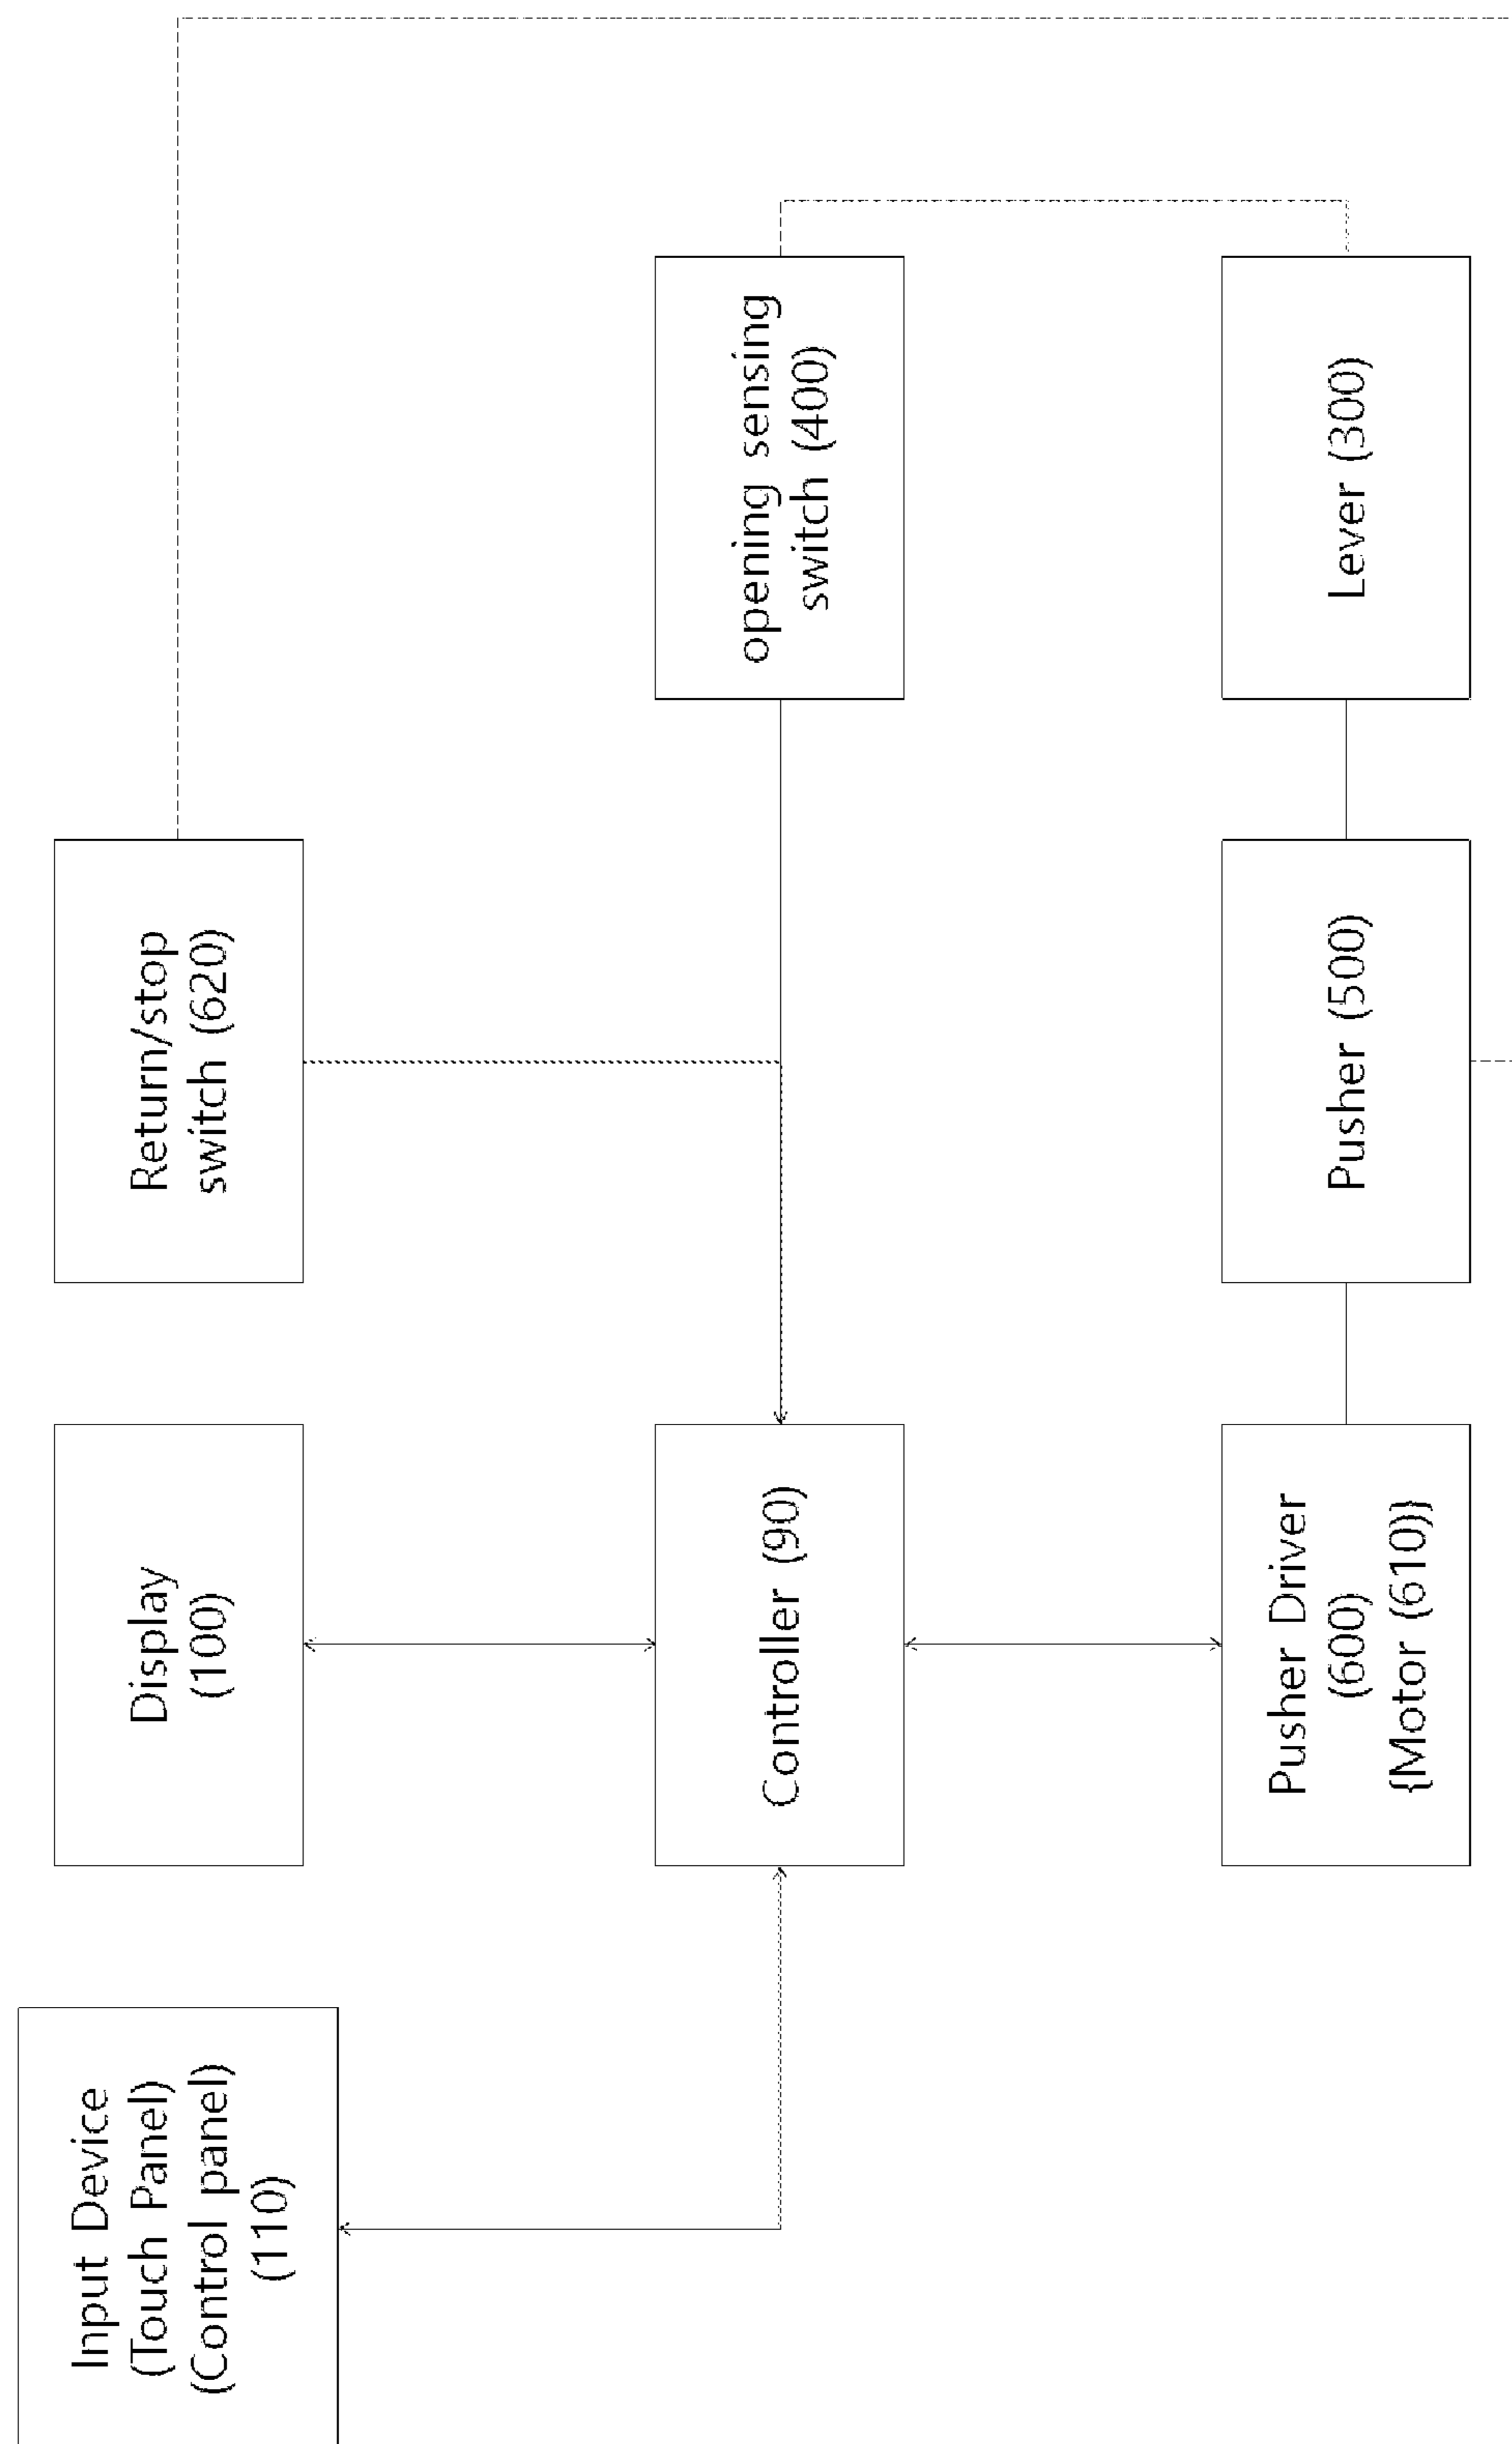 Input Device
(Touch Panel)
(Control panel)
(110)
Display
(100)
Return/stop
switch (620)
Controller (90)
opening sensing
switch (400)
Pusher Driver
(600)
{Motor (610)}
Pusher (500)
Lever (300)